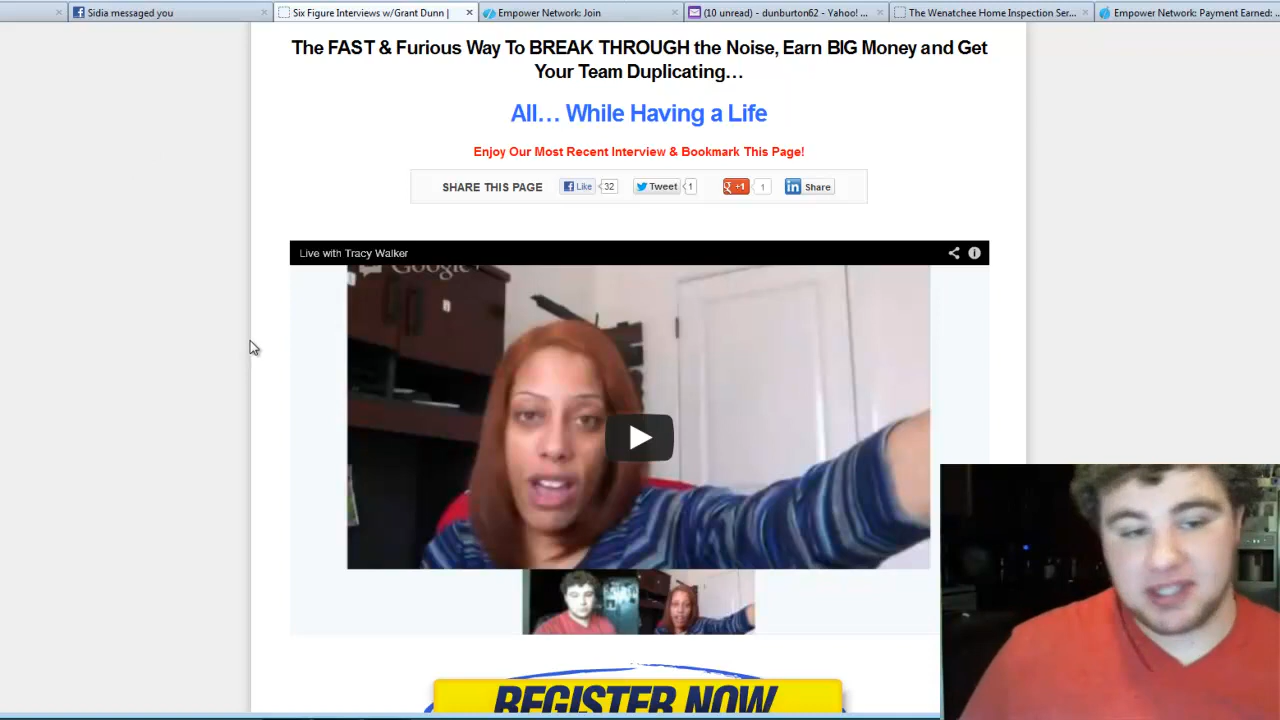 Sidia messaged you
Six Figure Interviews w/Grant Dunn |
Empower Network: Join
(10 unread) - dunburton62 - Yahoo! ...
The Wenatchee Home Inspection Ser...
Empower Network: Payment Earned: ...
The FAST & Furious Way To BREAK THROUGH the Noise, Earn BIG Money and Get
Your Team Duplicating…
All… While Having a Life
Enjoy Our Most Recent Interview & Bookmark This Page!
SHARE THIS PAGE Like 32 Tweet 1 +1 1 in Share
Live with Tracy Walker
Google+
REGISTER NOW